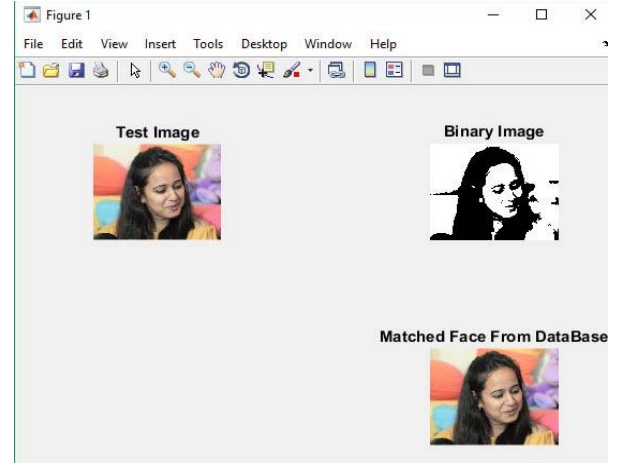 Figure 1
File Edit View Insert Tools Desktop Window Help
Test Image
Binary Image
Matched Face From DataBase